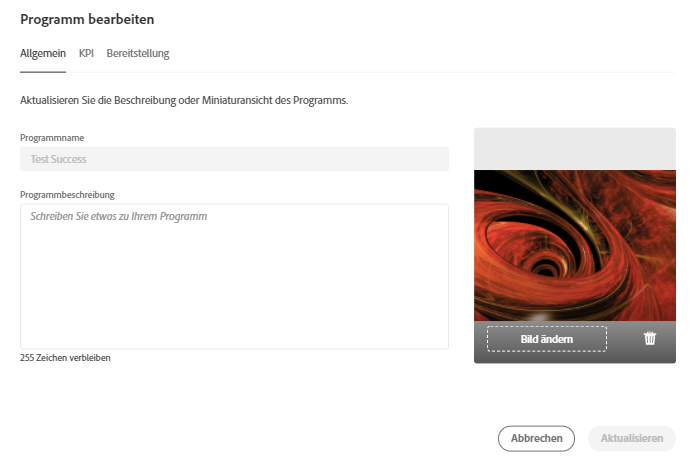 Programm bearbeiten
Allgemein KPI Bereitstellung
Aktualisieren Sie die Beschreibung oder Miniaturansicht des Programms.
Programmname
Test Success
Programmbeschreibung
Schreiben Sie etwas zu Ihrem Programm
255 Zeichen verbleiben
Bild ändern
Abbrechen Aktualisieren